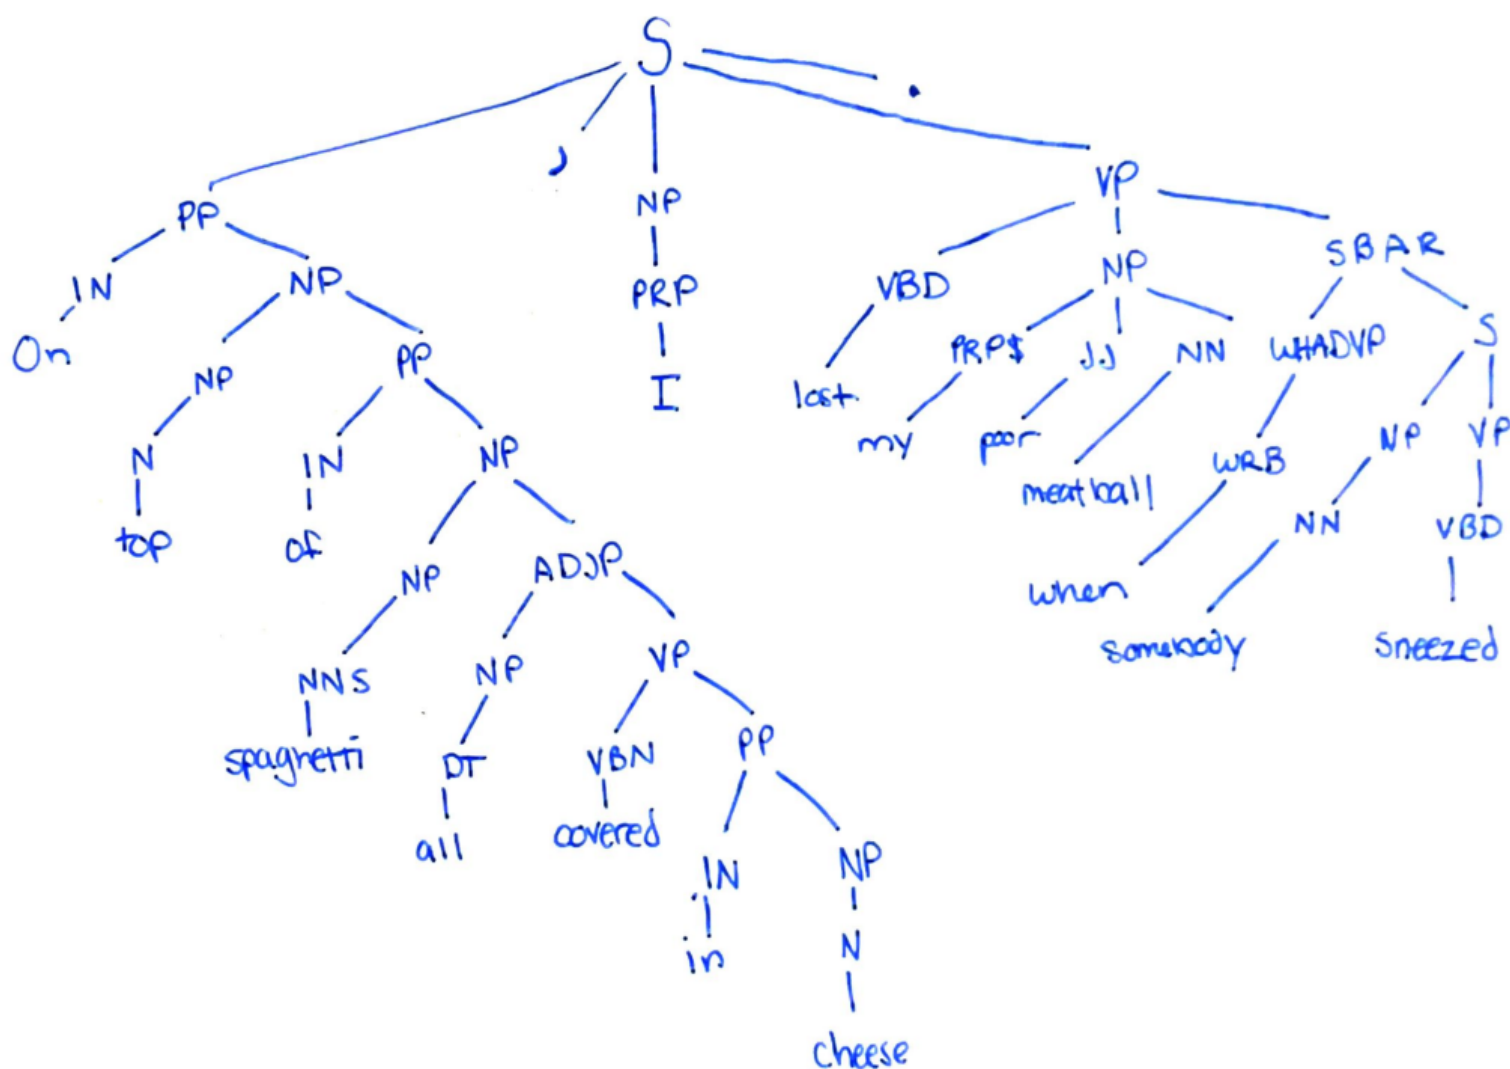 S
.
,
VP
PP
NP
SBAR
IN
NP
PRP
VBD
NP
S
On
NP
PP
I
lost
PRP$
JJ
NN
WHADVP
N
IN
NP
my
poor
meatball
WRB
NP
VP
top
of
NP
ADJP
when
NN
VBD
NNS
NP
VP
somebody
sneezed
spaghetti
DT
VBN
PP
all
covered
IN
NP
in
N
cheese